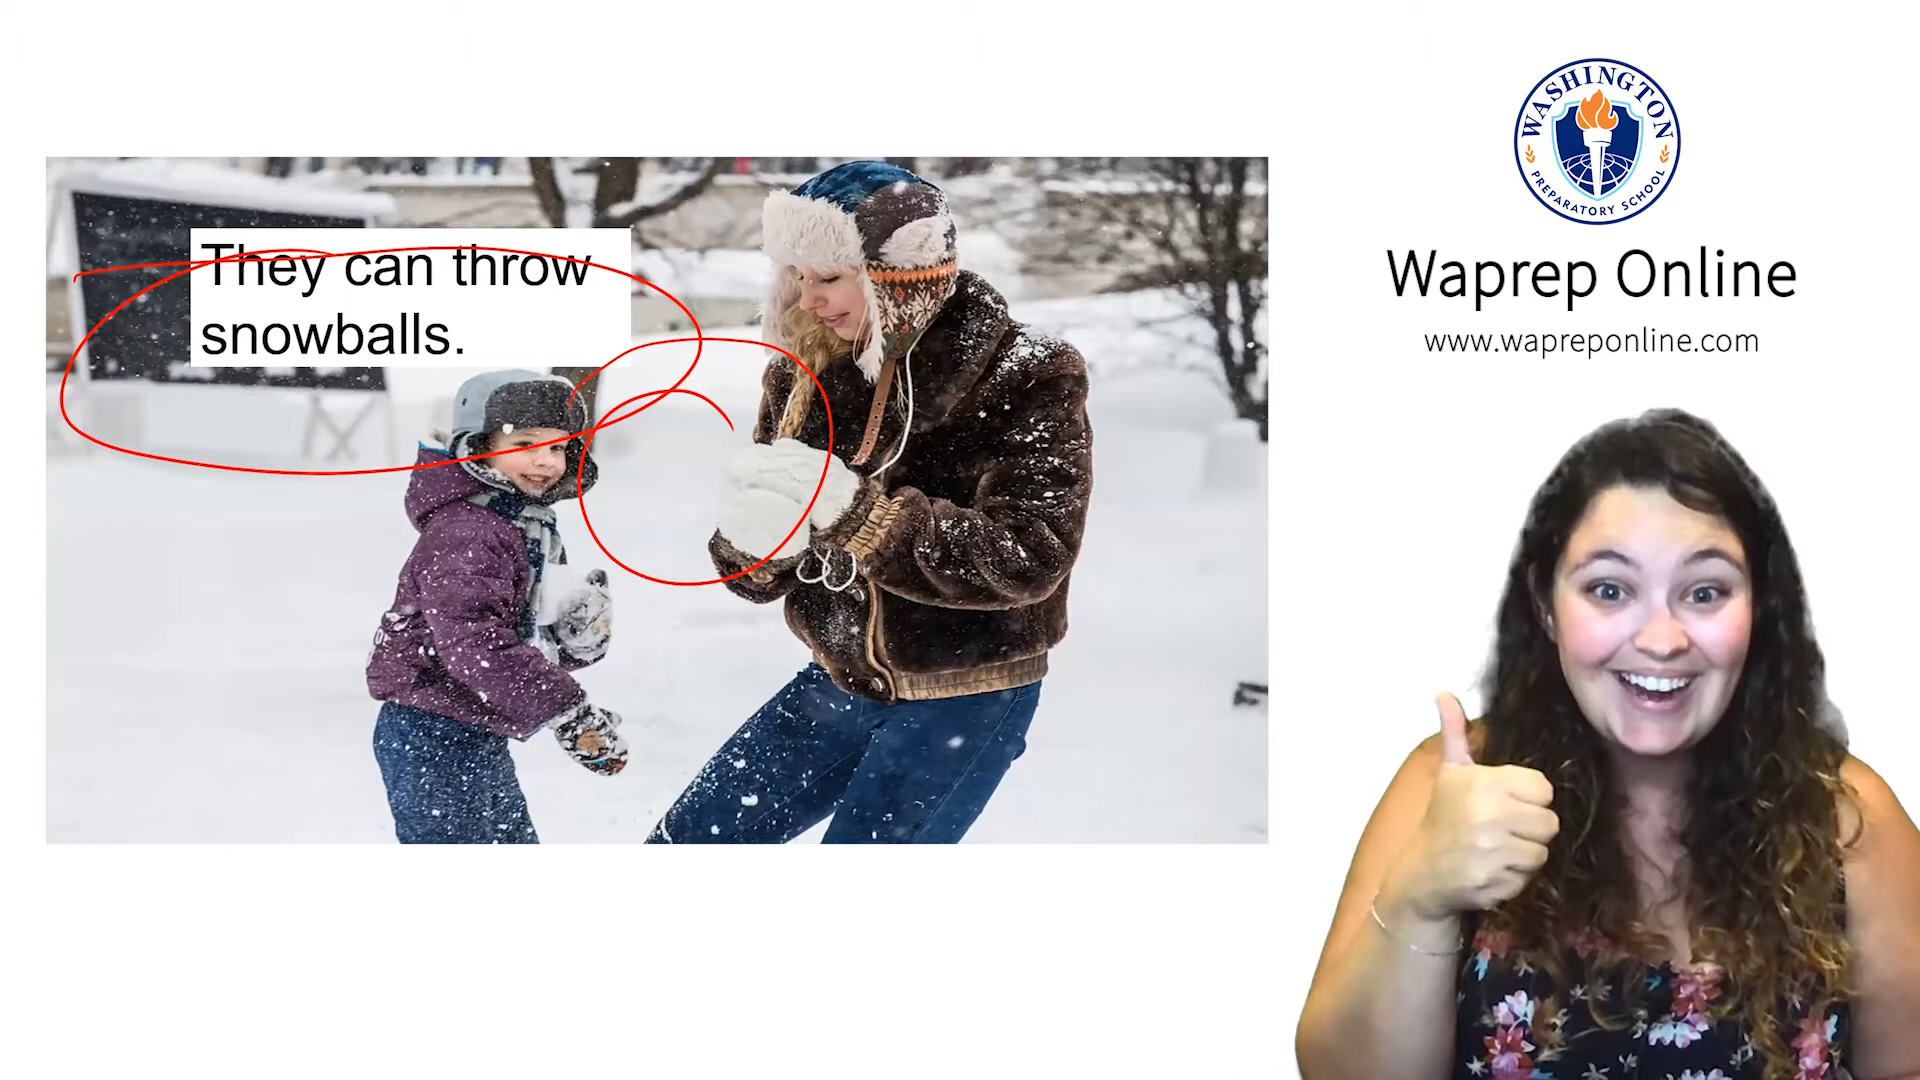 They can throw
snowballs.
WASHINGTON
PREPARATORY SCHOOL
Waprep Online
www.wapreponline.com